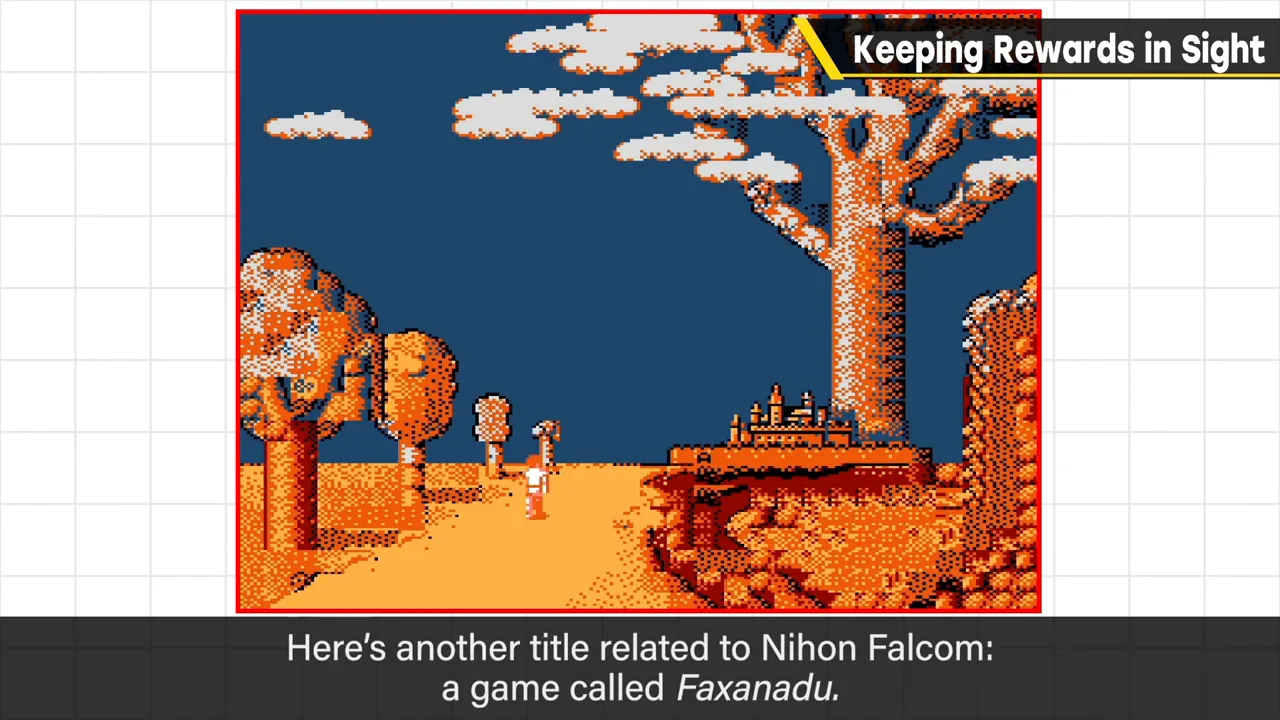 Keeping Rewards in Sight
Here’s another title related to Nihon Falcom:
a game called Faxanadu.